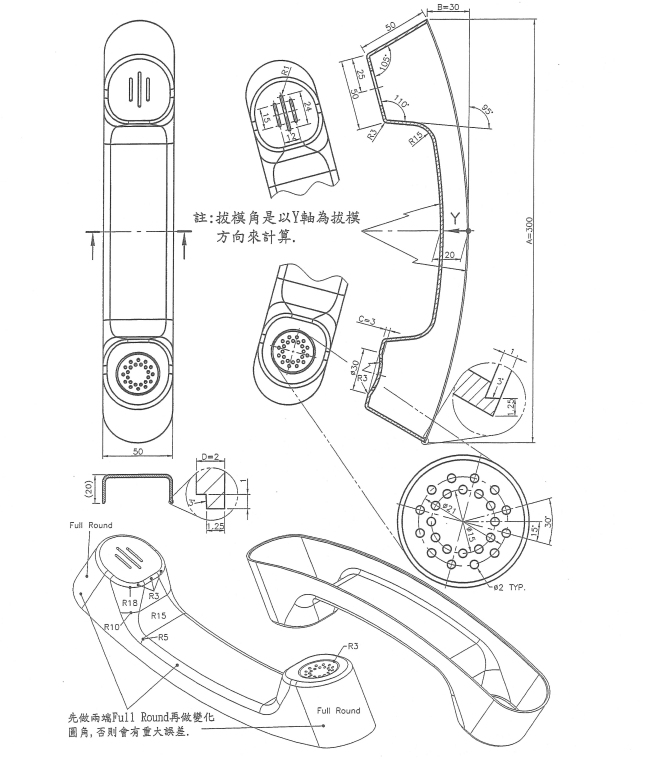 B=30
50
105°
25
50
110°
R3
R15
95°
R1
15
24
12
註:拔模角是以Y軸為拔模
方向來計算.
Y
A=300
20
C=3
ø30
R3
1
3°
1.25
50
(20)
D=2
3°
1
1.25
ø21
ø15
15°
30°
ø2 TYP.
Full Round
R18
R3
R10
R15
R5
R3
Full Round
先做兩端Full Round再做變化
圓角,否則會有重大誤差.